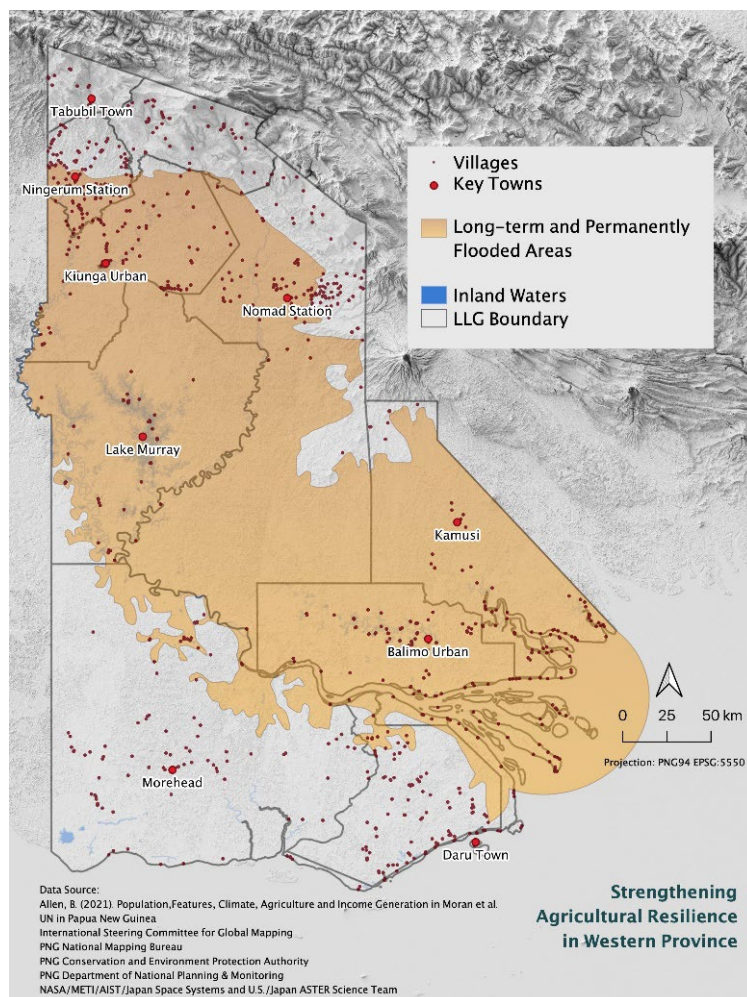 Tabubil Town
Ningerum Station
Kiunga Urban
Nomad Station
Lake Murray
Kamusi
Balimo Urban
Morehead
Daru Town
Villages
Key Towns
Long-term and Permanently
Flooded Areas
Inland Waters
LLG Boundary
0 25 50 km
Projection: PNG94 EPSG:5550
Data Source:
Allen, B. (2021). Population,Features, Climate, Agriculture and Income Generation in Moran et al.
UN in Papua New Guinea
International Steering Committee for Global Mapping
PNG National Mapping Bureau
PNG Conservation and Environment Protection Authority
PNG Department of National Planning & Monitoring
NASA/METI/AIST/Japan Space Systems and U.S./Japan ASTER Science Team
Strengthening
Agricultural Resilience
in Western Province